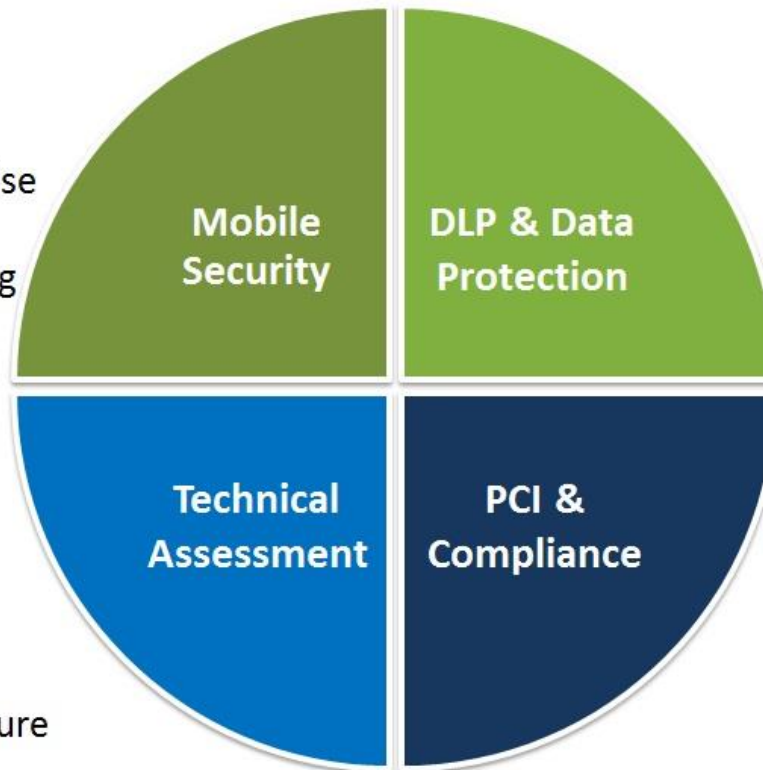 Mobile
Security
DLP & Data
Protection
Technical
Assessment
PCI &
Compliance